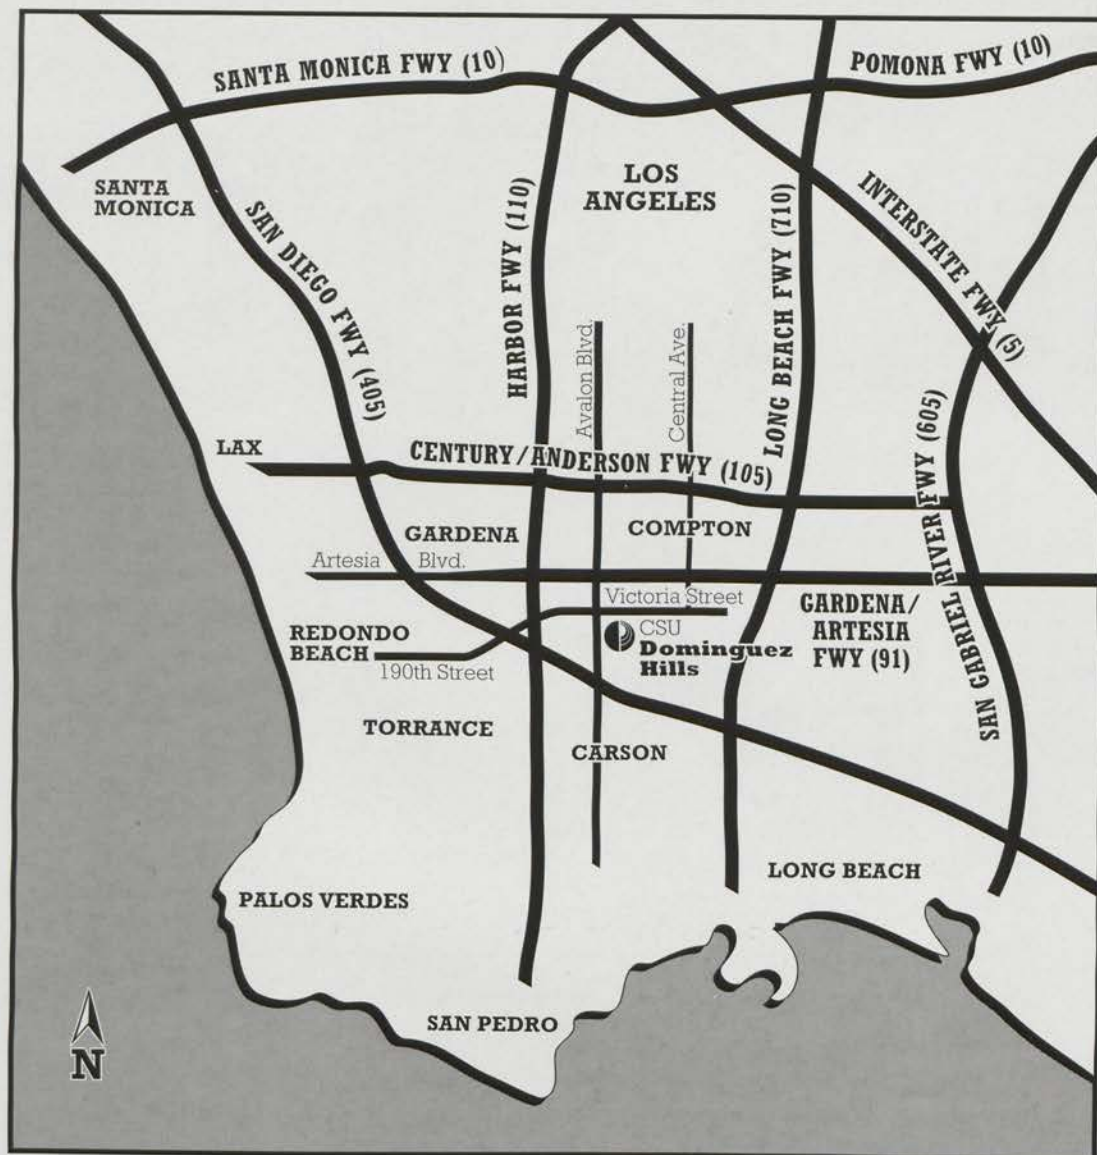 SANTA MONICA FWY (10)
POMONA FWY (10)
SANTA
MONICA
LOS
ANGELES
SAN DIEGO FWY (405)
HARBOR FWY (110)
LONG BEACH FWY (710)
INTERSTATE FWY (5)
Avalon Blvd.
Central Ave.
LAX
CENTURY/ANDERSON FWY (105)
SAN GABRIEL RIVER FWY (605)
GARDENA
COMPTON
Artesia Blvd.
Victoria Street
GARDENA/
ARTESIA
FWY (91)
REDONDO
BEACH
190th Street
CSU
Dominguez
Hills
TORRANCE
CARSON
LONG BEACH
PALOS VERDES
SAN PEDRO
N